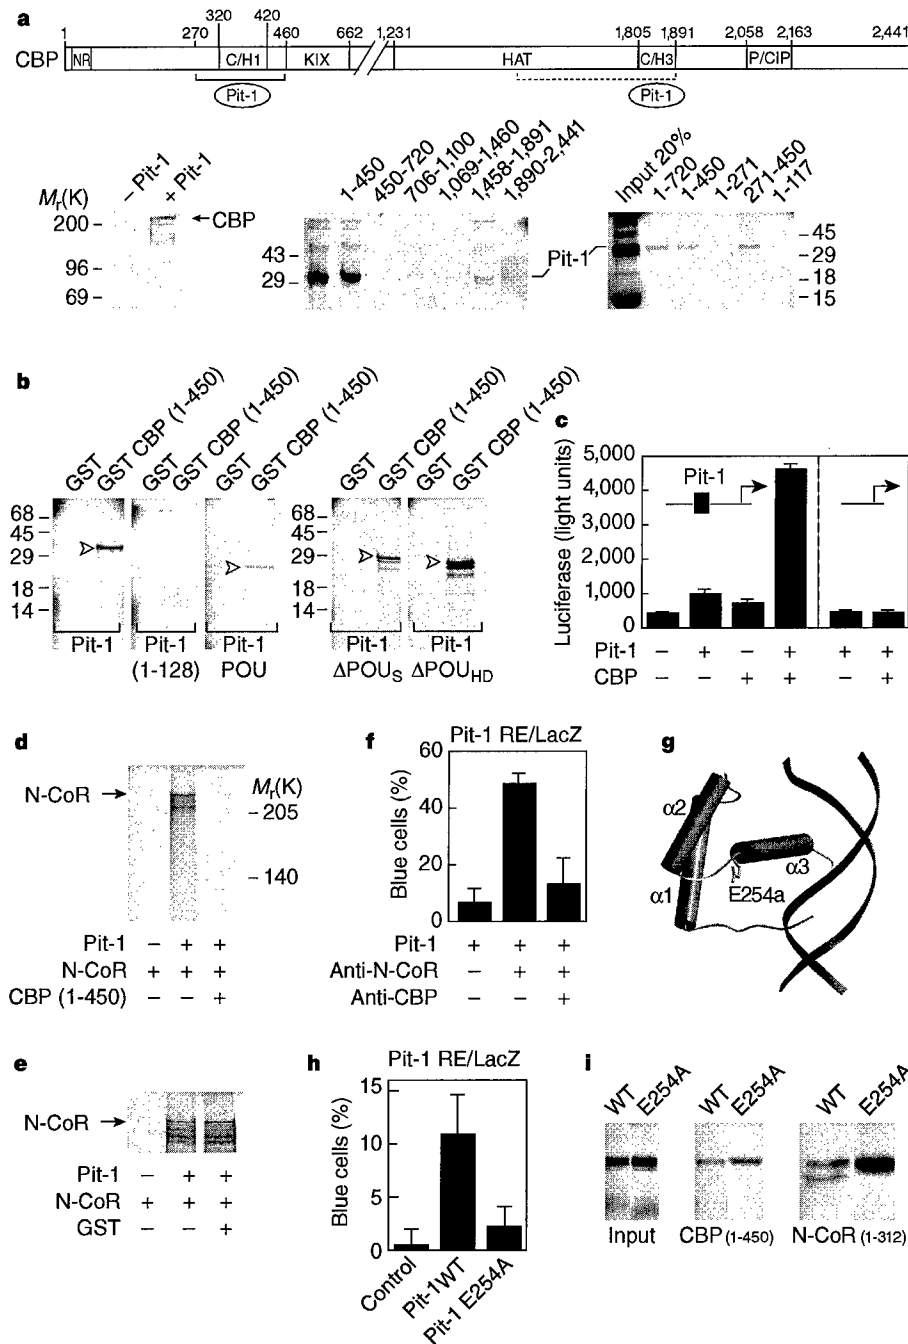 a
320 420
1 270 460 662 1,231 1,805 1,891 2,058 2,163 2,441
CBP NR C/H1 KIX HAT C/H3 P/CIP
Pit-1 Pit-1
– Pit-1
+ Pit-1
Mr(K)
200 –
96 –
69 –
CBP
1-450
450-720
706-1,100
1,069-1,460
1,458-1,891
1,890-2,441
43 –
29 –
Pit-1
Input 20%
1-720
1-450
1-271
271-450
1-117
– 45
– 29
– 18
– 15
b
GST
GST CBP (1-450)
GST
GST CBP (1-450)
GST
GST CBP (1-450)
GST
GST CBP (1-450)
GST
GST CBP (1-450)
68 –
45 –
29 –
18 –
14 –
68 –
45 –
29 –
18 –
14 –
Pit-1 Pit-1 Pit-1 Pit-1 Pit-1
(1-128) POU ΔPOUS ΔPOUHD
c
Luciferase (light units)
5,000
4,000
3,000
2,000
1,000
0
Pit-1
Pit-1 – + – + + +
CBP – – + + – +
d
N-CoR
Mr(K)
– 205
– 140
Pit-1 – + +
N-CoR + + +
CBP (1-450) – – +
e
N-CoR
Pit-1 – + +
N-CoR + + +
GST – – +
f
Pit-1 RE/LacZ
Blue cells (%)
60
40
20
0
Pit-1 + + +
Anti-N-CoR – + +
Anti-CBP – – +
g
α2
α1
α3
E254a
h
Pit-1 RE/LacZ
Blue cells (%)
15
10
5
0
Control
Pit-1WT
Pit-1 E254A
i
WT E254A WT E254A WT E254A
Input CBP (1-450) N-CoR (1-312)